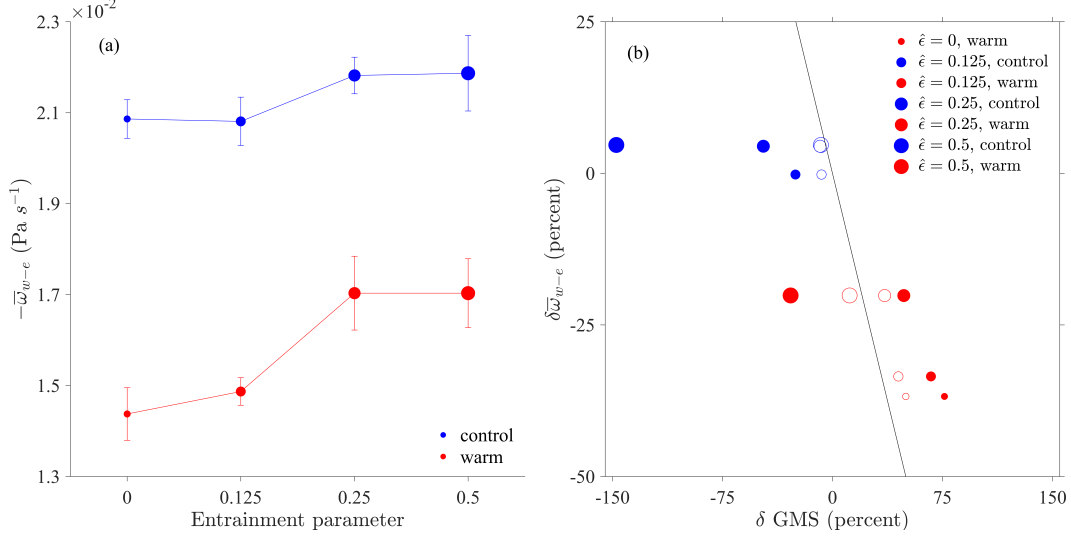 ×10⁻²
2.3
2.1
1.9
1.7
1.5
1.3
−ω̅_{w−e} (Pa s⁻¹)
(a)
control
warm
0 0.125 0.25 0.5
Entrainment parameter
25
0
-25
-50
δω̅_{w−e} (percent)
(b)
ε̂ = 0, warm
ε̂ = 0.125, control
ε̂ = 0.125, warm
ε̂ = 0.25, control
ε̂ = 0.25, warm
ε̂ = 0.5, control
ε̂ = 0.5, warm
-150 -75 0 75 150
δ GMS (percent)